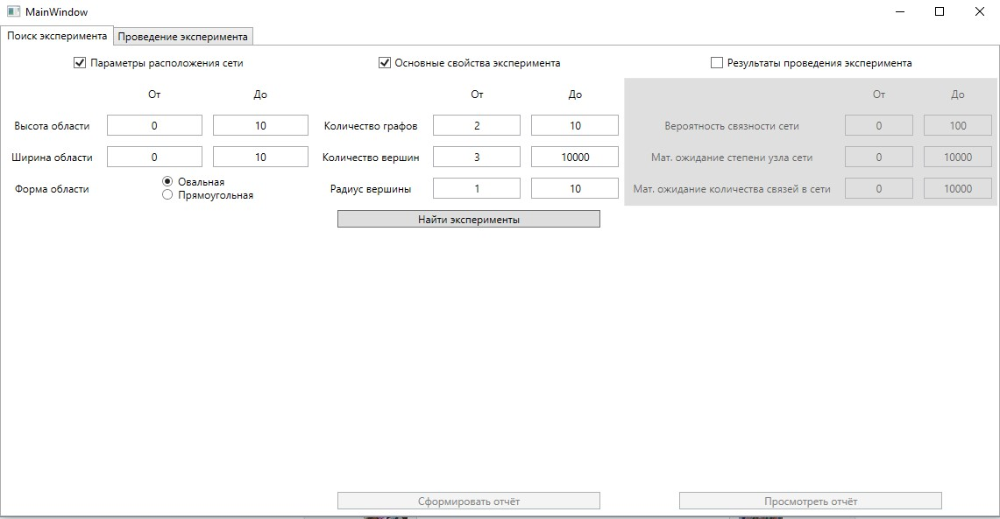 MainWindow
Поиск эксперимента Проведение эксперимента
Параметры расположения сети Основные свойства эксперимента Результаты проведения эксперимента
От До От До От До
Высота области 0 10 Количество графов 2 10 Вероятность связности сети 0 100
Ширина области 0 10 Количество вершин 3 10000 Мат. ожидание степени узла сети 0 10000
Форма области Овальная Радиус вершины 1 10 Мат. ожидание количества связей в сети 0 10000
Прямоугольная
Найти эксперименты
Сформировать отчёт Просмотреть отчёт